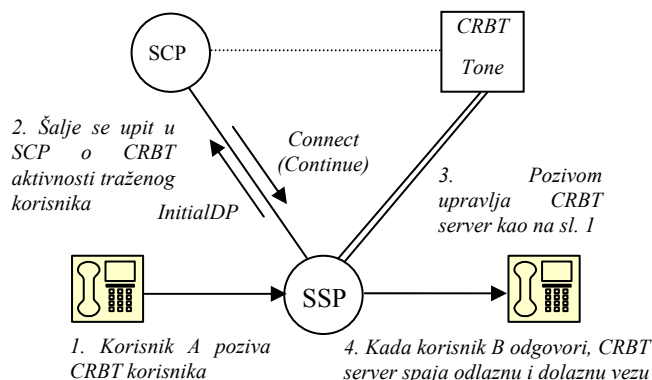 CRBT
Tone
SCP
2. Šalje se upit u
SCP o CRBT
aktivnosti traženog
korisnika
Connect
(Continue)
InitialDP
3. Pozivom
upravlja CRBT
server kao na sl. 1
SSP
1. Korisnik A poziva
CRBT korisnika
4. Kada korisnik B odgovori, CRBT
server spaja odlaznu i dolaznu vezu